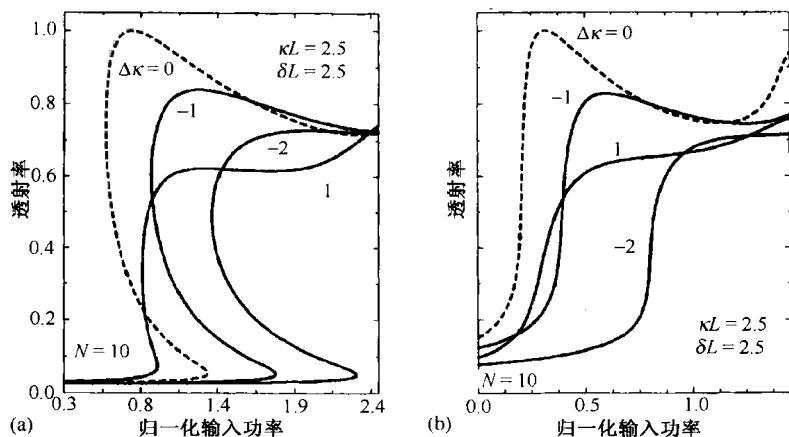 1.0
0.8
0.6
0.4
0.2
0.0
透射率
Δκ = 0
κL = 2.5
δL = 2.5
−1
−2
1
N = 10
0.3
0.8
1.4
1.9
2.4
(a)
归一化输入功率
透射率
Δκ = 0
−1
1
−2
κL = 2.5
δL = 2.5
N = 10
0.0
0.5
1.0
(b)
归一化输入功率